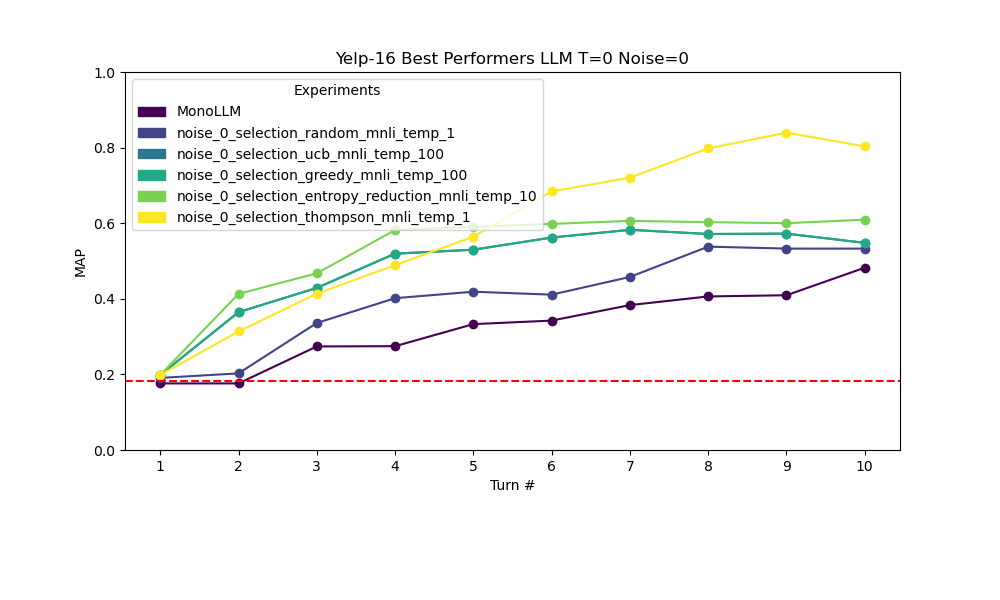 Yelp-16 Best Performers LLM T=0 Noise=0
Experiments
MonoLLM
noise_0_selection_random_mnli_temp_1
noise_0_selection_ucb_mnli_temp_100
noise_0_selection_greedy_mnli_temp_100
noise_0_selection_entropy_reduction_mnli_temp_10
noise_0_selection_thompson_mnli_temp_1
MAP
1.0
0.8
0.6
0.4
0.2
0.0
1 2 3 4 5 6 7 8 9 10
Turn #